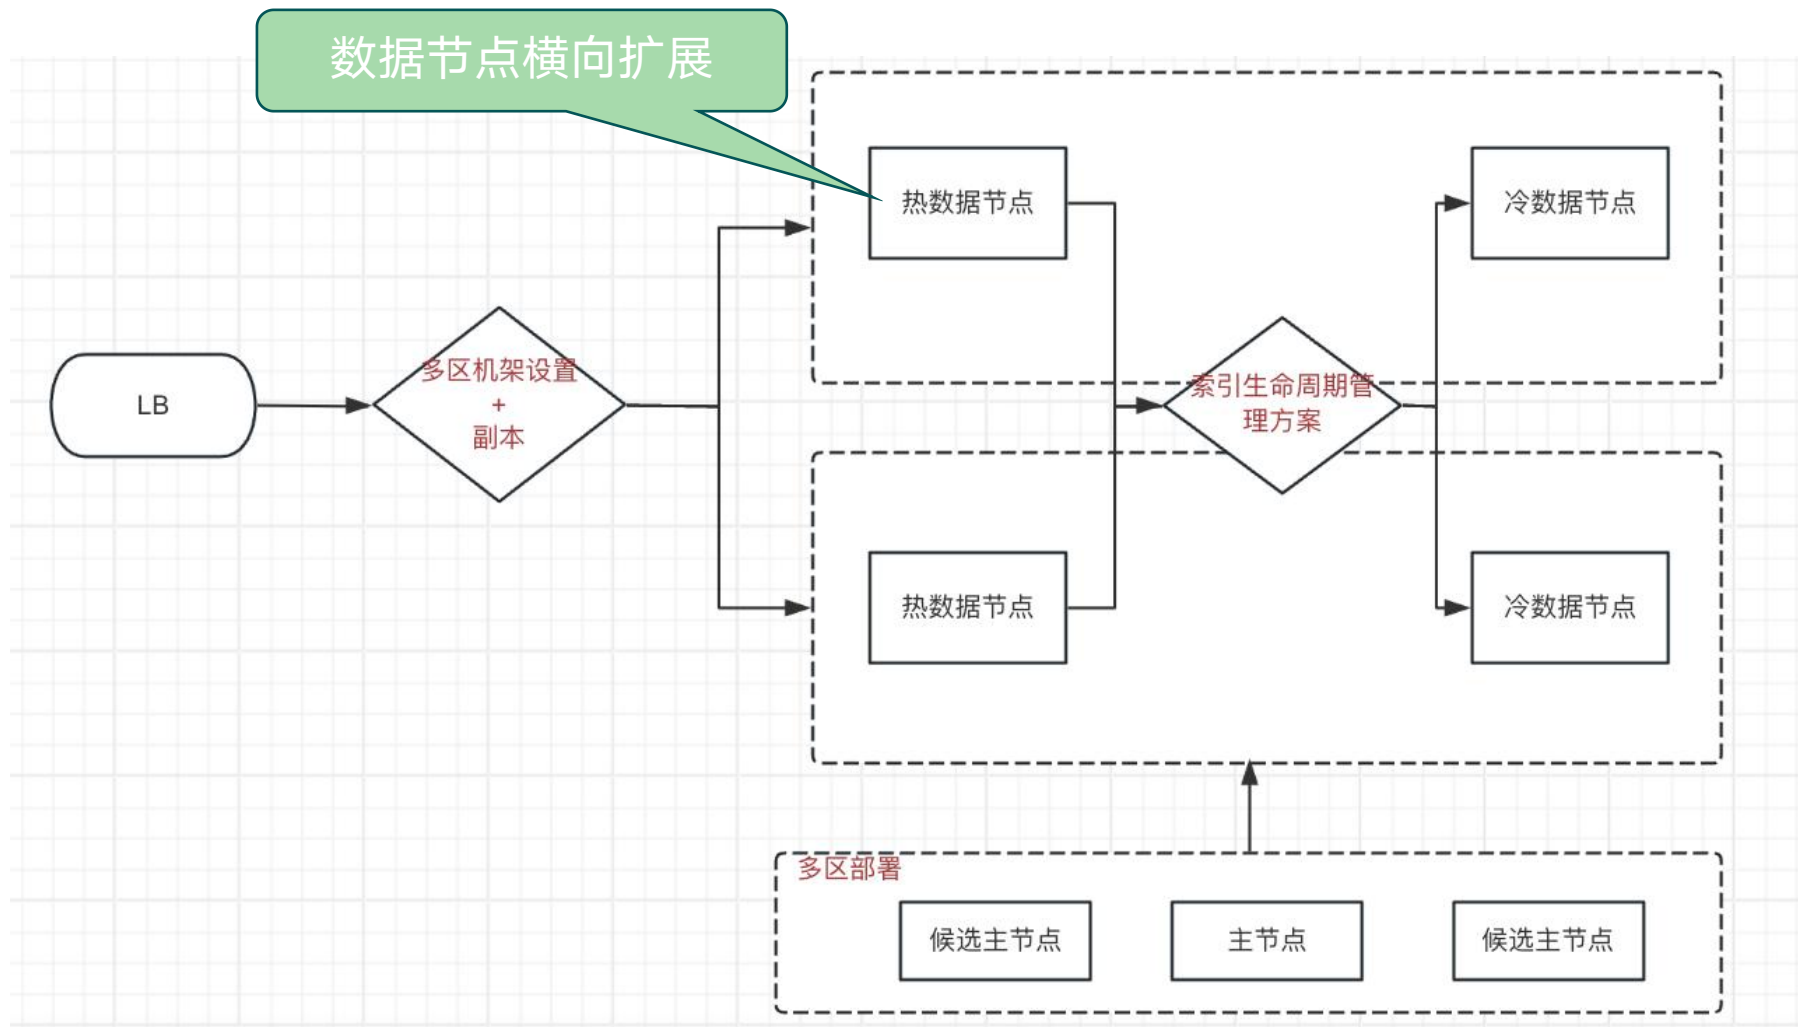 数据节点横向扩展
热数据节点
冷数据节点
LB
多区机架设置
+
副本
索引生命周期管
理方案
热数据节点
冷数据节点
多区部署
候选主节点
主节点
候选主节点